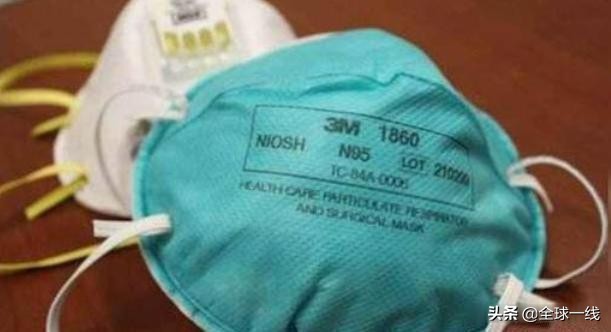 3M 1860
NIOSH N95 LOT 210200
TC-84A-0006
HEALTH CARE PARTICULATE RESPIRATOR
AND SURGICAL MASK
头条 @全球一线